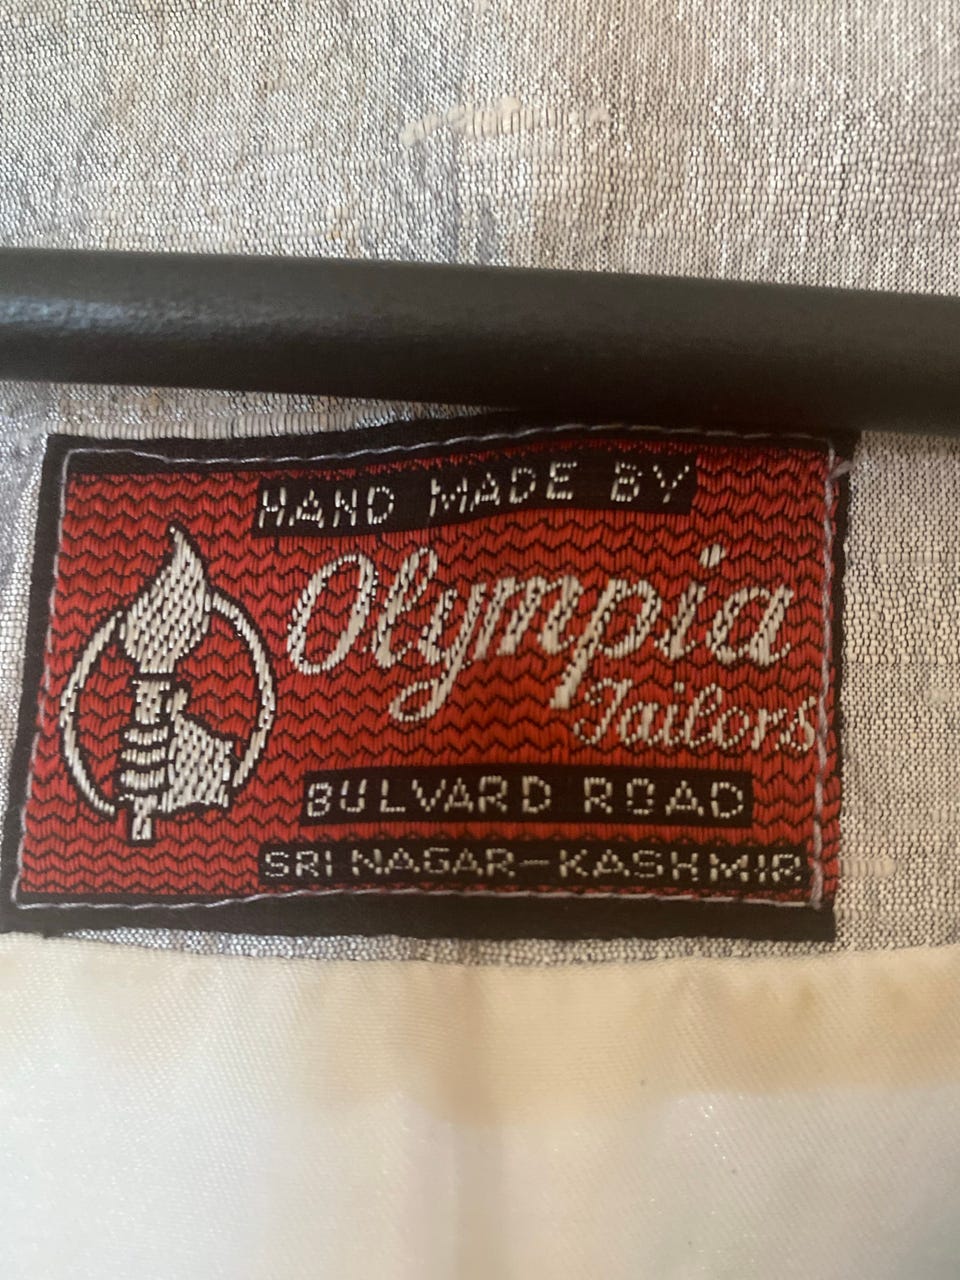 HAND MADE BY
Olympia
Tailors
BULVARD ROAD
SRI NAGAR-KASHMIR